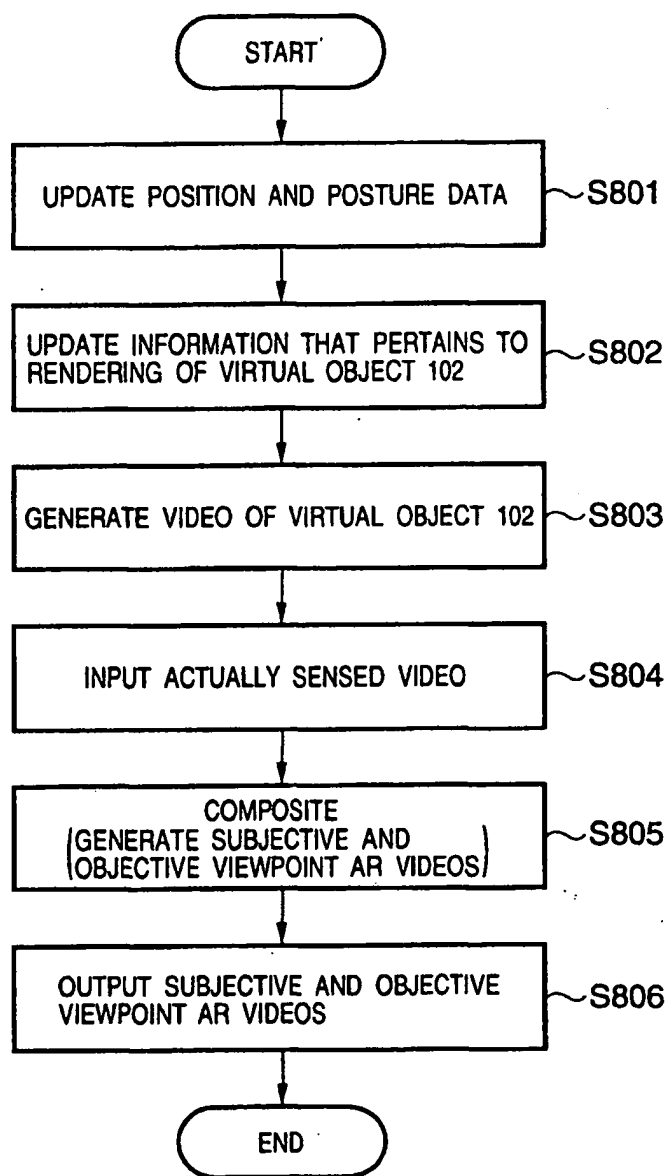 START
UPDATE POSITION AND POSTURE DATA
S801
UPDATE INFORMATION THAT PERTAINS TO
RENDERING OF VIRTUAL OBJECT 102
S802
GENERATE VIDEO OF VIRTUAL OBJECT 102
S803
INPUT ACTUALLY SENSED VIDEO
S804
COMPOSITE
(GENERATE SUBJECTIVE AND
OBJECTIVE VIEWPOINT AR VIDEOS)
S805
OUTPUT SUBJECTIVE AND OBJECTIVE
VIEWPOINT AR VIDEOS
S806
END